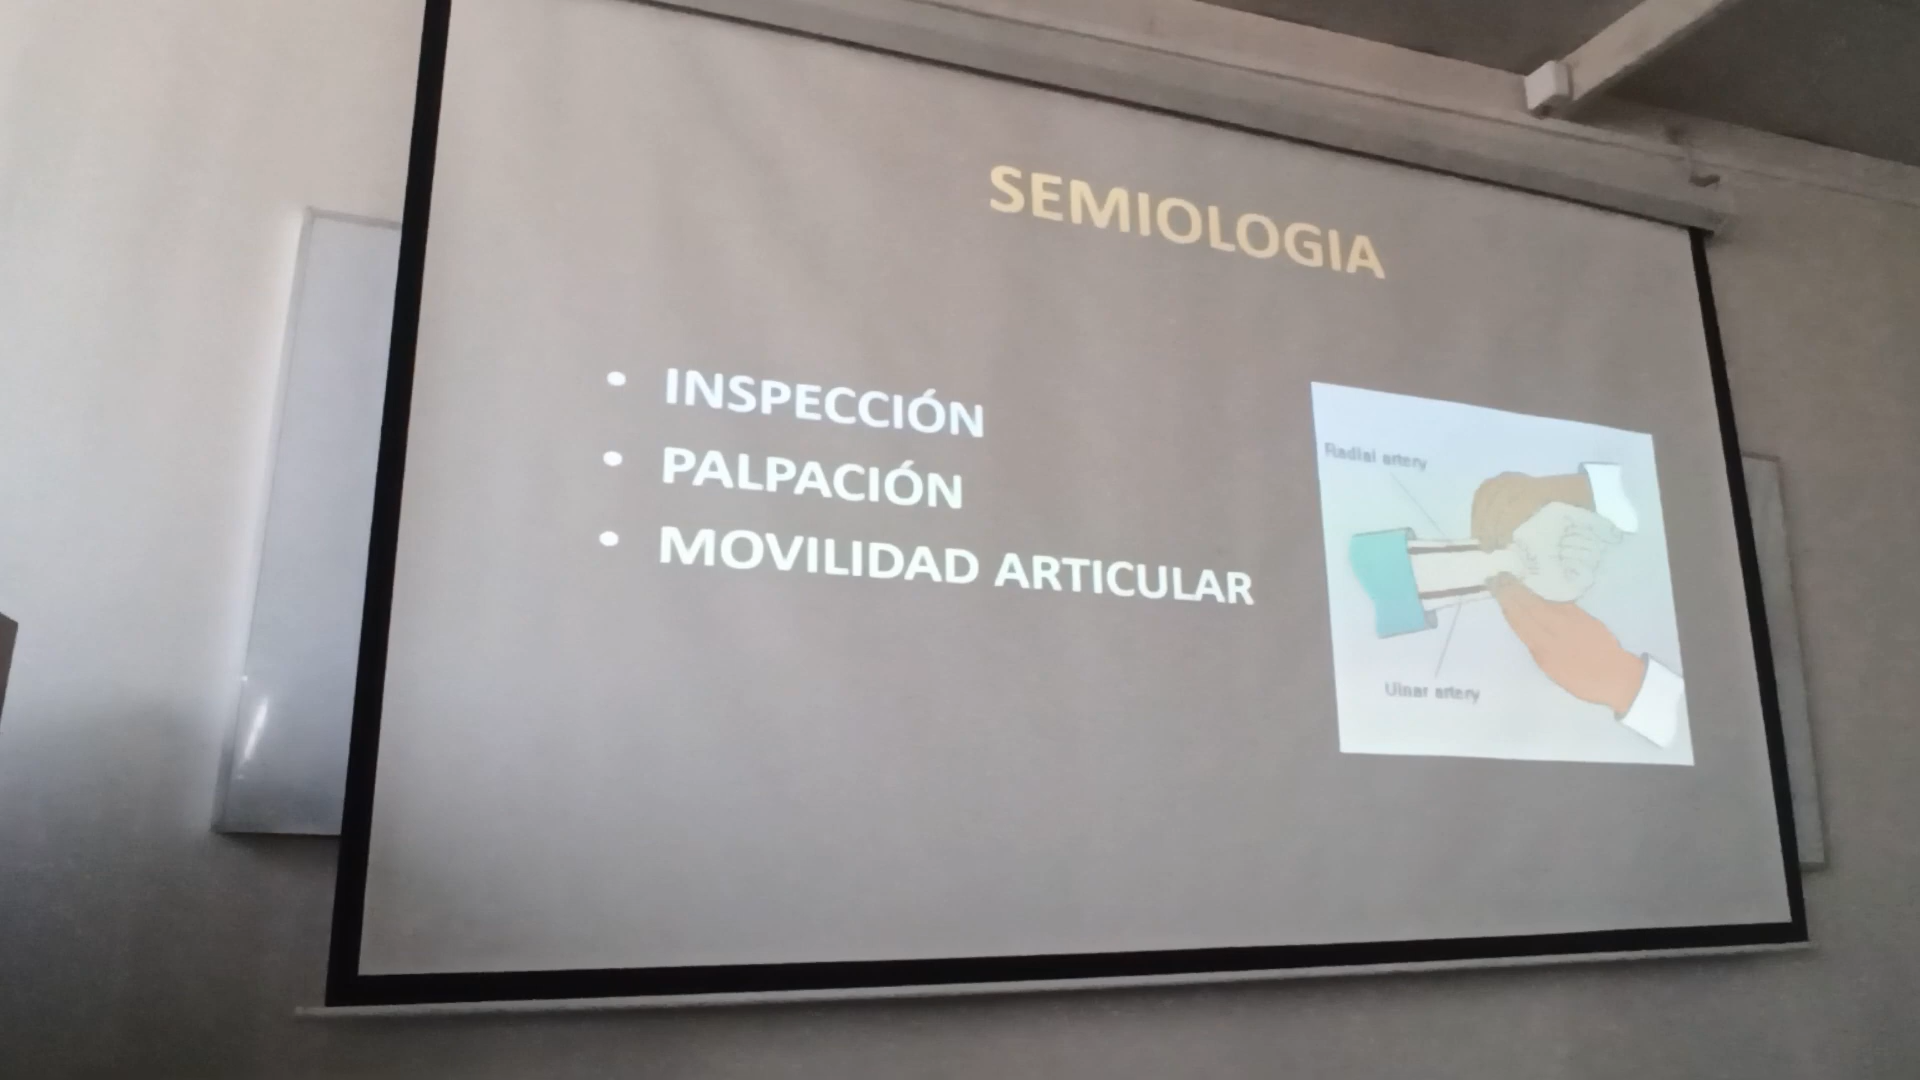 SEMIOLOGIA
• INSPECCIÓN
• PALPACIÓN
• MOVILIDAD ARTICULAR
Radial artery
Ulnar artery